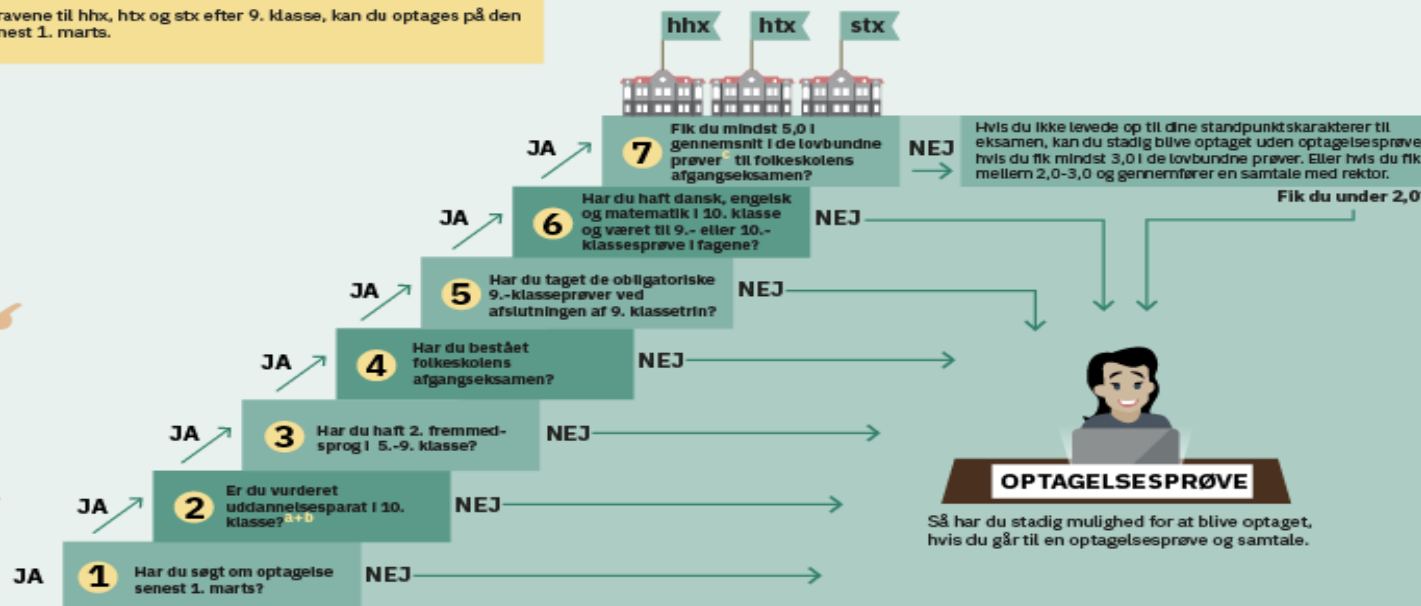 ravene til hhx, htx og stx efter 9. klasse, kan du optages på den
nest 1. marts.
hhx
htx
stx
JA
7
Fik du mindst 5,0 i
gennemsnit i de lovbundne
prøver c til folkeskolens
afgangseksamen?
NEJ
Hvis du ikke levede op til dine standpunktskarakterer til
eksamen, kan du stadig blive optaget uden optagelsesprøve
hvis du fik mindst 3,0 i de lovbundne prøver. Eller hvis du fik
mellem 2,0-3,0 og gennemfører en samtale med rektor.
Fik du under 2,0
JA
6
Har du haft dansk, engelsk
og matematik i 10. klasse
og været til 9.- eller 10.-
klassesprøve i fagene?
NEJ
JA
5
Har du taget de obligatoriske
9.-klasseprøver ved
afslutningen af 9. klassetrin?
NEJ
JA
4
Har du bestået
folkeskolens
afgangseksamen?
NEJ
JA
3
Har du haft 2. fremmed-
sprog i 5.-9. klasse?
NEJ
JA
2
Er du vurderet
uddannelsesparat i 10.
klasse? a+b
NEJ
JA
1
Har du søgt om optagelse
senest 1. marts?
NEJ
OPTAGELSESPRØVE
Så har du stadig mulighed for at blive optaget,
hvis du går til en optagelsesprøve og samtale.